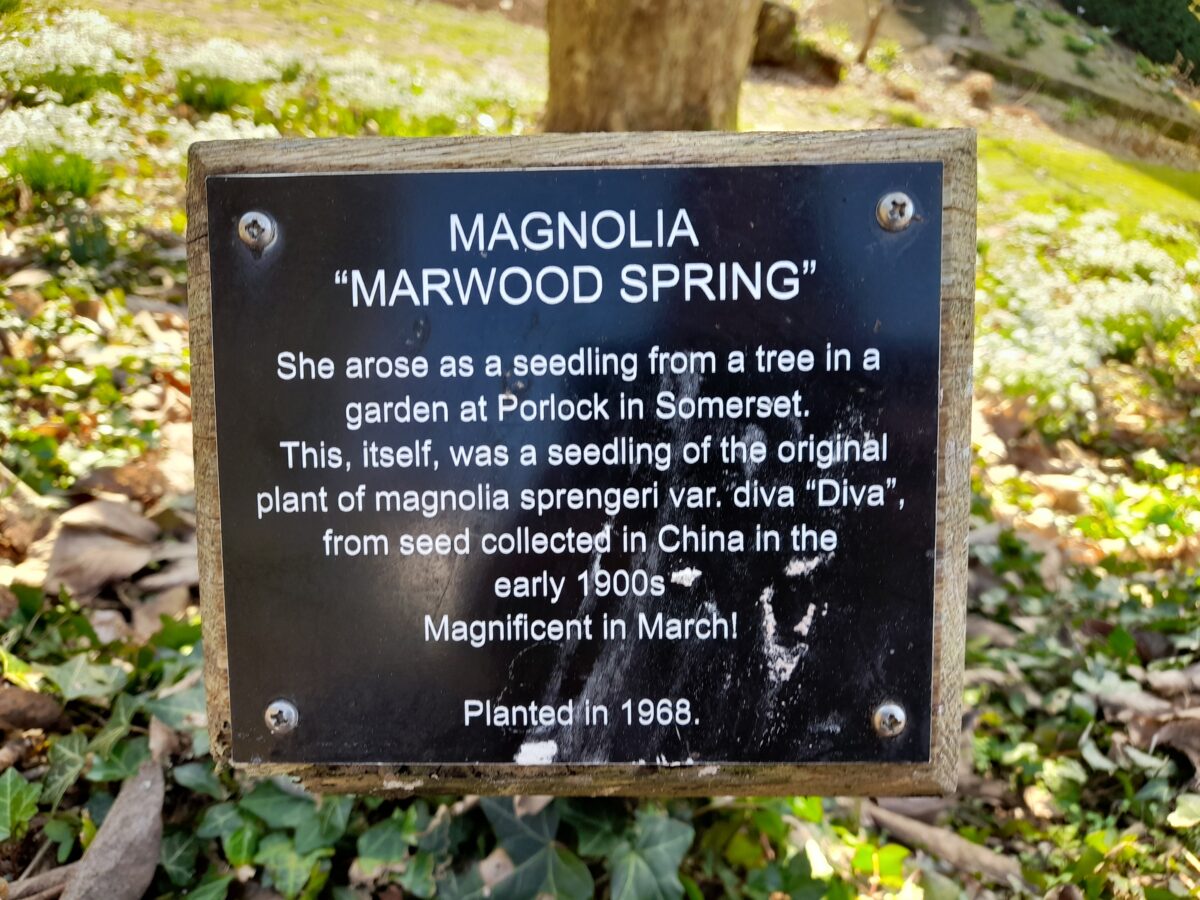 MAGNOLIA
“MARWOOD SPRING”
She arose as a seedling from a tree in a
garden at Porlock in Somerset.
This, itself, was a seedling of the original
plant of magnolia sprengeri var. diva “Diva”,
from seed collected in China in the
early 1900s
Magnificent in March!
Planted in 1968.